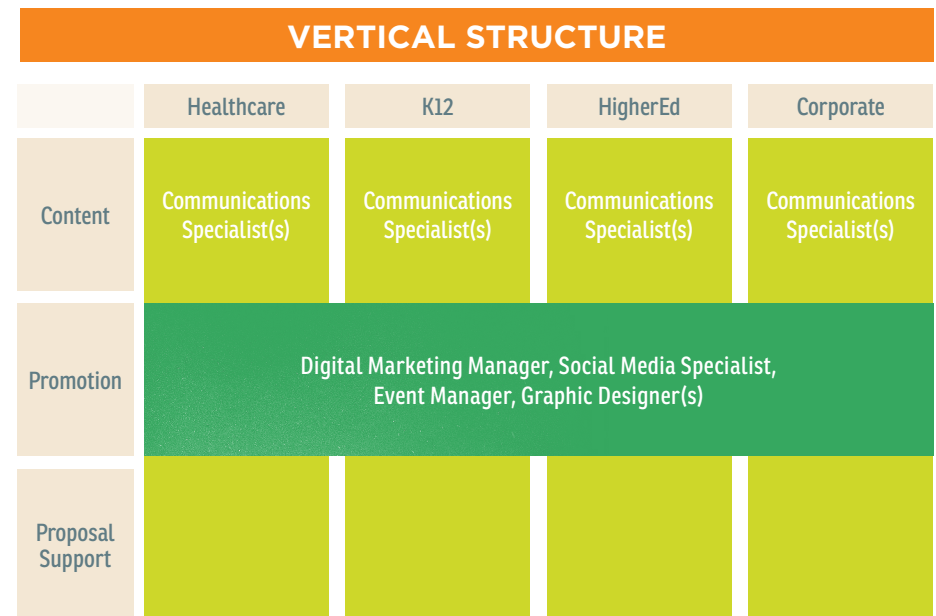 VERTICAL STRUCTURE
Healthcare
K12
HigherEd
Corporate
Content
Communications
Specialist(s)
Communications
Specialist(s)
Communications
Specialist(s)
Communications
Specialist(s)
Promotion
Digital Marketing Manager, Social Media Specialist,
Event Manager, Graphic Designer(s)
Proposal
Support